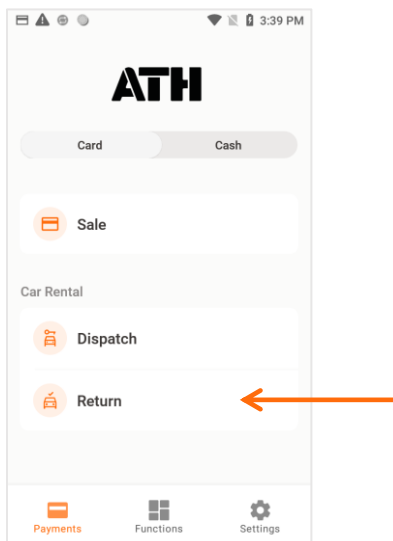 3:39 PM
ATH
Card Cash
Sale
Car Rental
Dispatch
Return
Payments Functions Settings